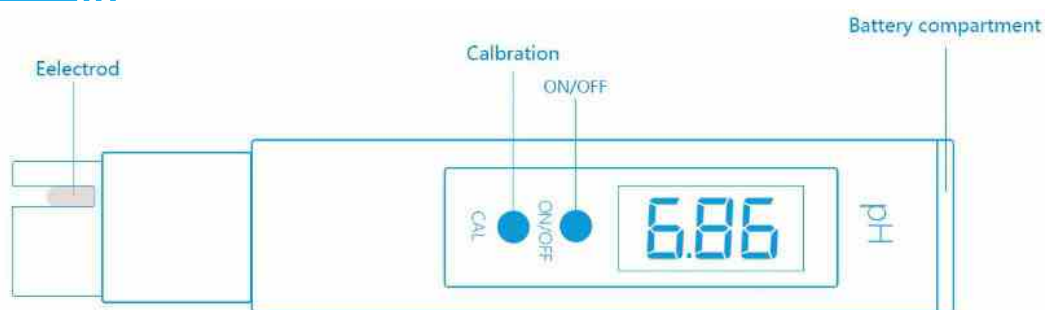 Battery compartment
Calbration
Eelectrod
ON/OFF
CAL
ON/OFF
6.86
pH